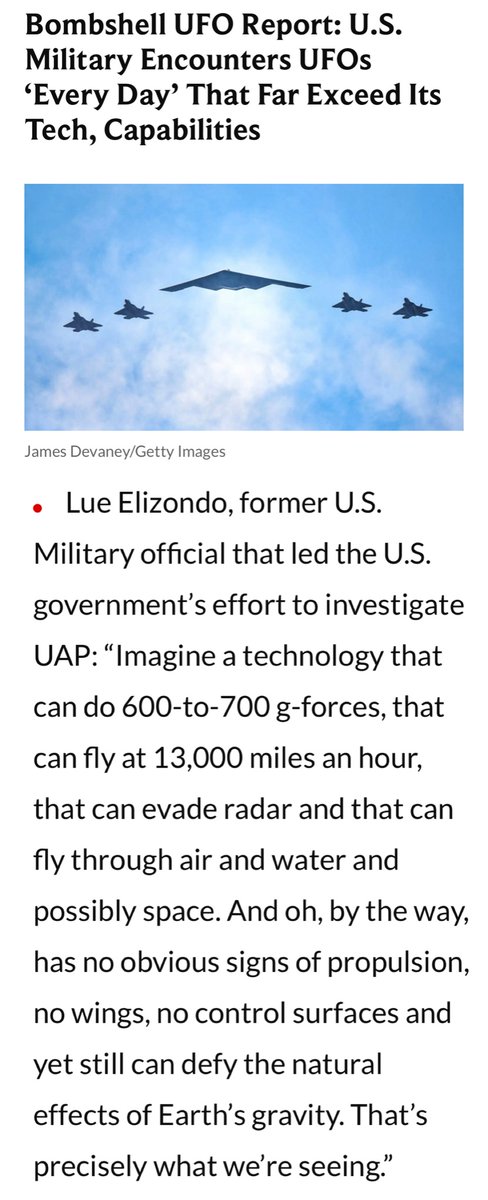 Bombshell UFO Report: U.S.
Military Encounters UFOs
‘Every Day’ That Far Exceed Its
Tech, Capabilities
James Devaney/Getty Images
• Lue Elizondo, former U.S.
Military official that led the U.S.
government’s effort to investigate
UAP: “Imagine a technology that
can do 600-to-700 g-forces, that
can fly at 13,000 miles an hour,
that can evade radar and that can
fly through air and water and
possibly space. And oh, by the way,
has no obvious signs of propulsion,
no wings, no control surfaces and
yet still can defy the natural
effects of Earth’s gravity. That’s
precisely what we’re seeing.”